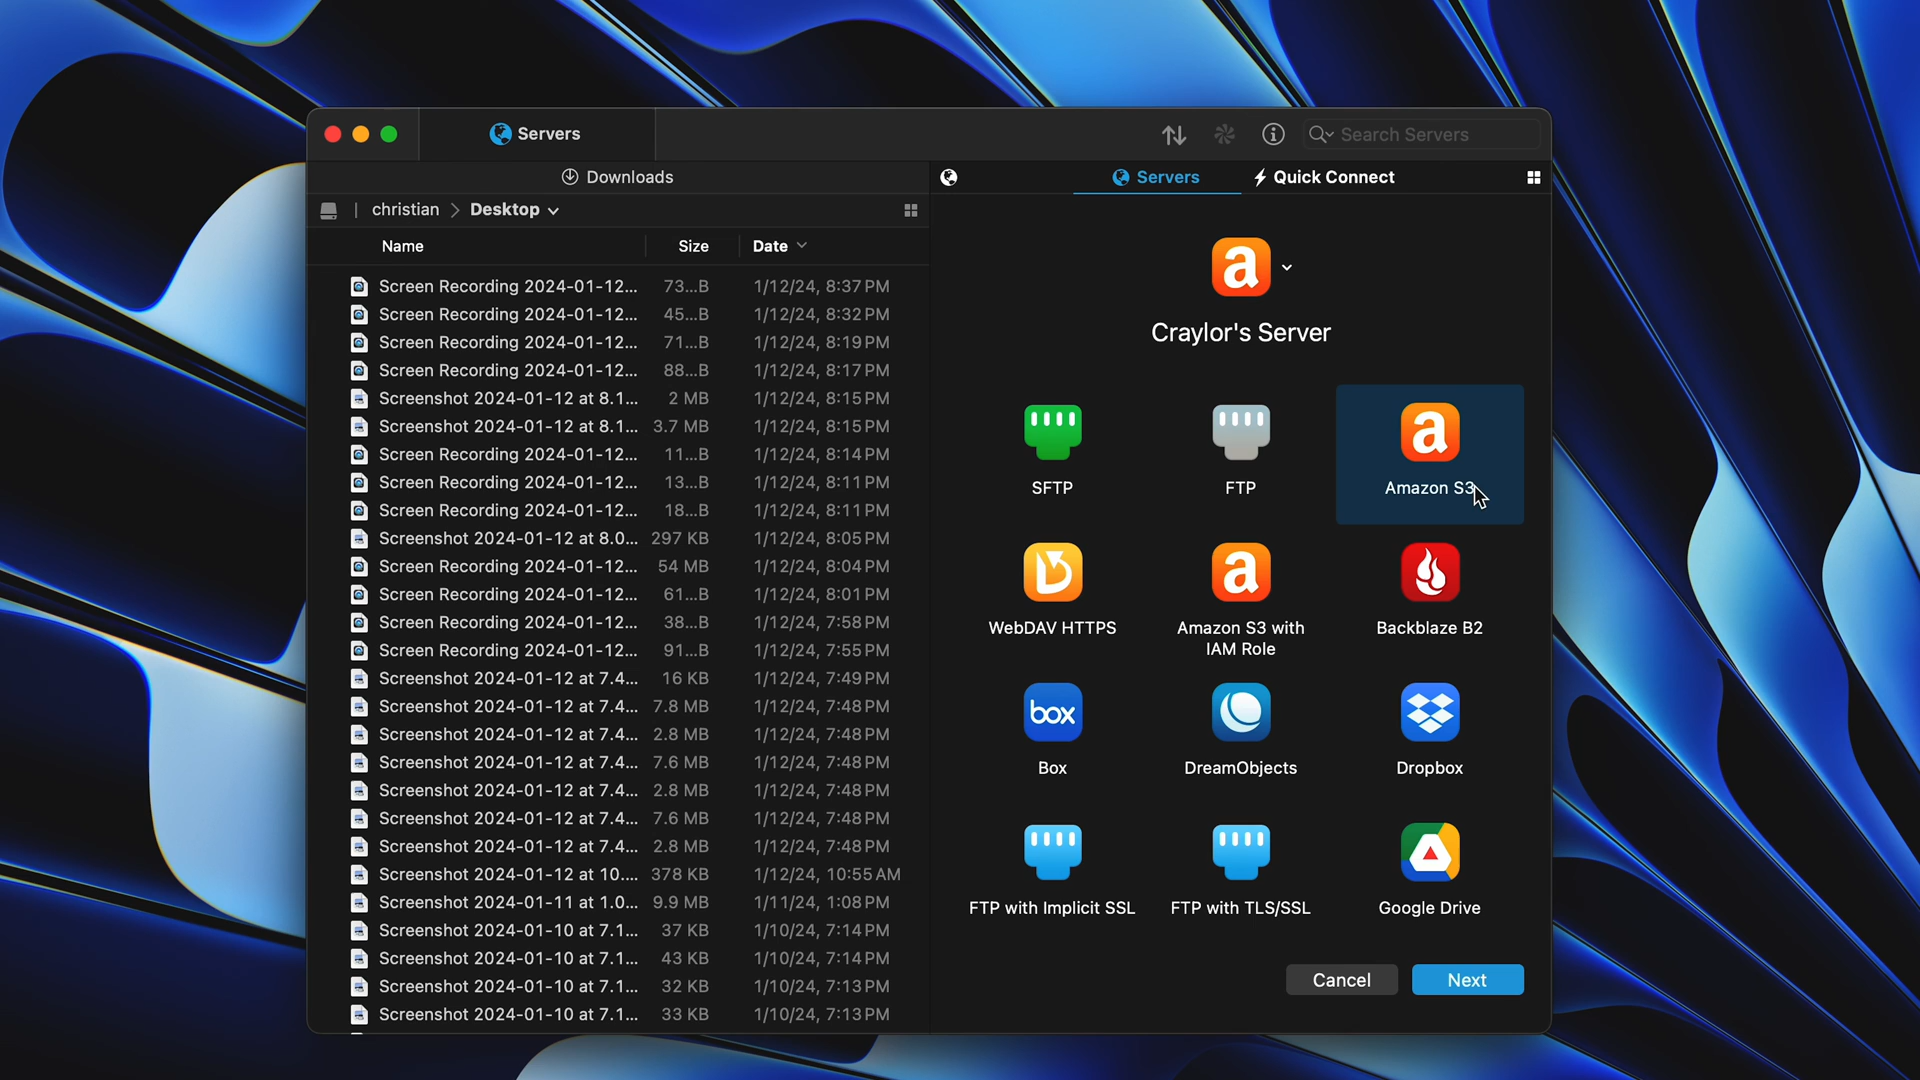 Servers
Search Servers
Downloads
Servers
Quick Connect
christian > Desktop
Name Size Date
Screen Recording 2024-01-12... 73...B 1/12/24, 8:37 PM
Screen Recording 2024-01-12... 45...B 1/12/24, 8:32 PM
Screen Recording 2024-01-12... 71...B 1/12/24, 8:19 PM
Screen Recording 2024-01-12... 88...B 1/12/24, 8:17 PM
Screenshot 2024-01-12 at 8.1... 2 MB 1/12/24, 8:15 PM
Screenshot 2024-01-12 at 8.1... 3.7 MB 1/12/24, 8:15 PM
Screen Recording 2024-01-12... 11...B 1/12/24, 8:14 PM
Screen Recording 2024-01-12... 13...B 1/12/24, 8:11 PM
Screen Recording 2024-01-12... 18...B 1/12/24, 8:11 PM
Screenshot 2024-01-12 at 8.0... 297 KB 1/12/24, 8:05 PM
Screen Recording 2024-01-12... 54 MB 1/12/24, 8:04 PM
Screen Recording 2024-01-12... 61...B 1/12/24, 8:01 PM
Screen Recording 2024-01-12... 38...B 1/12/24, 7:58 PM
Screen Recording 2024-01-12... 91...B 1/12/24, 7:55 PM
Screenshot 2024-01-12 at 7.4... 16 KB 1/12/24, 7:49 PM
Screenshot 2024-01-12 at 7.4... 7.8 MB 1/12/24, 7:48 PM
Screenshot 2024-01-12 at 7.4... 2.8 MB 1/12/24, 7:48 PM
Screenshot 2024-01-12 at 7.4... 7.6 MB 1/12/24, 7:48 PM
Screenshot 2024-01-12 at 7.4... 2.8 MB 1/12/24, 7:48 PM
Screenshot 2024-01-12 at 7.4... 7.6 MB 1/12/24, 7:48 PM
Screenshot 2024-01-12 at 7.4... 2.8 MB 1/12/24, 7:48 PM
Screenshot 2024-01-12 at 10.... 378 KB 1/12/24, 10:55 AM
Screenshot 2024-01-11 at 1.0... 9.9 MB 1/11/24, 1:08 PM
Screenshot 2024-01-10 at 7.1... 37 KB 1/10/24, 7:14 PM
Screenshot 2024-01-10 at 7.1... 43 KB 1/10/24, 7:14 PM
Screenshot 2024-01-10 at 7.1... 32 KB 1/10/24, 7:13 PM
Screenshot 2024-01-10 at 7.1... 33 KB 1/10/24, 7:13 PM
a
Craylor's Server
a
SFTP FTP Amazon S3
a
WebDAV HTTPS Amazon S3 with Backblaze B2
IAM Role
box
Box DreamObjects Dropbox
FTP with Implicit SSL FTP with TLS/SSL Google Drive
Cancel Next